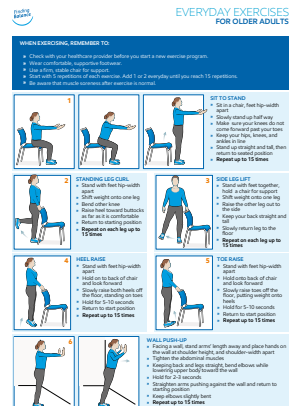 Finding
Balance
EVERYDAY EXERCISES
FOR OLDER ADULTS
WHEN EXERCISING, REMEMBER TO:
Check with your healthcare provider before you start a new exercise program.
Wear comfortable, supportive footwear.
Use a firm, stable chair for support.
Start with 5 repetitions of each exercise. Add 1 or 2 everyday until you reach 15 repetitions.
Be aware that muscle soreness after exercise is normal.
1
SIT TO STAND
Sit in a chair, feet hip-width
apart
Slowly stand up half way
Make sure your knees do not
come forward past your toes
Keep your hips, knees, and
ankles in line
Stand up straight and tall, then
return to seated position
Repeat up to 15 times
2
STANDING LEG CURL
Stand with feet hip-width
apart
Shift weight onto one leg
Bend other knee
Raise heel toward buttocks
as far as it is comfortable
Return to starting position
Repeat on each leg up to
15 times
3
SIDE LEG LIFT
Stand with feet together,
hold a chair for support
Shift weight onto one leg
Raise the other leg out to
the side
Keep your back straight and
tall
Slowly return leg to the
floor
Repeat on each leg up to
15 times
4
HEEL RAISE
Stand with feet hip-width
apart
Hold on to back of chair
and look forward
Slowly raise both heels off
the floor, standing on toes
Hold for 5-10 seconds
Return to start position
Repeat up to 15 times
5
TOE RAISE
Stand with feet hip-width
apart
Hold onto back of chair
and look forward
Slowly raise toes off the
floor, putting weight onto
heels
Hold for 5-10 seconds
Return to start position
Repeat up to 15 times
6
WALL PUSH-UP
Facing a wall, stand arms' length away and place hands on
the wall at shoulder height, and shoulder-width apart
Tighten the abdominal muscles
Keeping back and legs straight, bend elbows while
lowering upper body toward the wall
Hold for 2-3 seconds
Straighten arms pushing against the wall and return to
starting position
Keep elbows slightly bent
Repeat up to 15 times